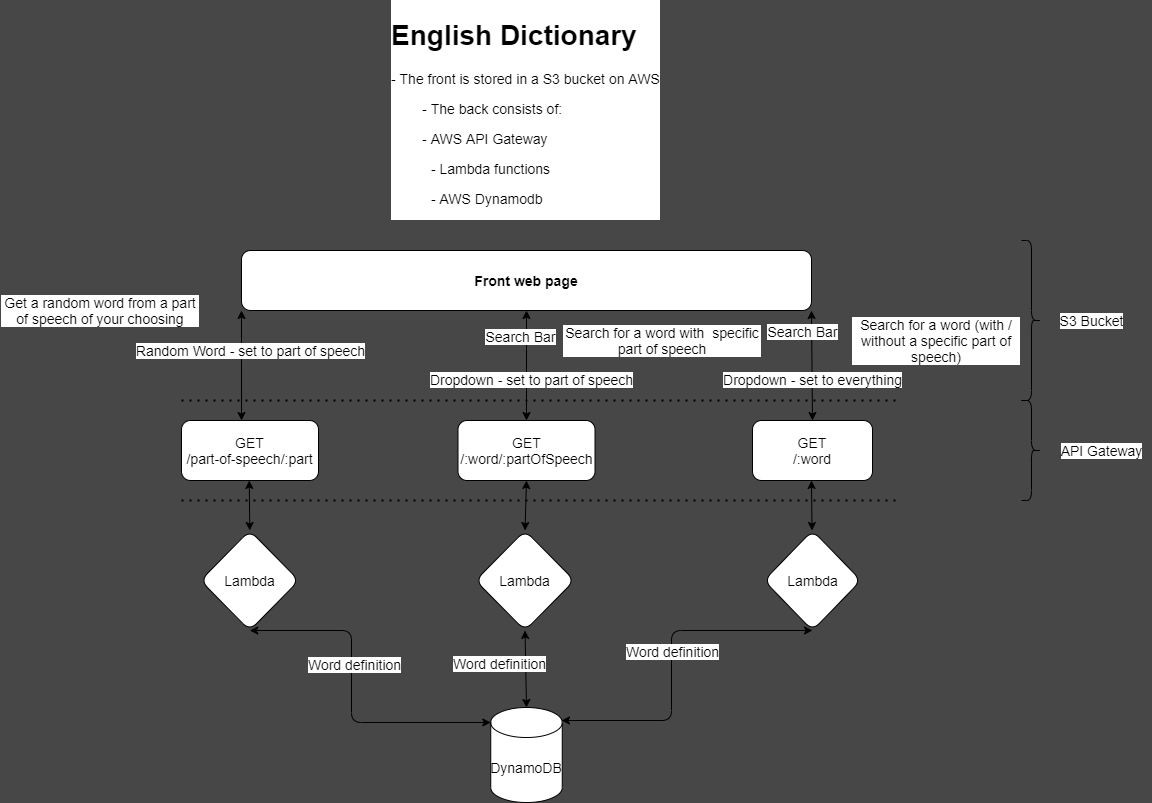 English Dictionary
- The front is stored in a S3 bucket on AWS
- The back consists of:
- AWS API Gateway
- Lambda functions
- AWS Dynamodb
Front web page
Get a random word from a part
of speech of your choosing
Random Word - set to part of speech
Search Bar
Search for a word with specific
part of speech
Dropdown - set to part of speech
Search Bar
Search for a word (with /
without a specific part of
speech)
Dropdown - set to everything
S3 Bucket
GET
/part-of-speech/:part
GET
/:word/:partOfSpeech
GET
/:word
API Gateway
Lambda
Lambda
Lambda
Word definition
Word definition
Word definition
DynamoDB